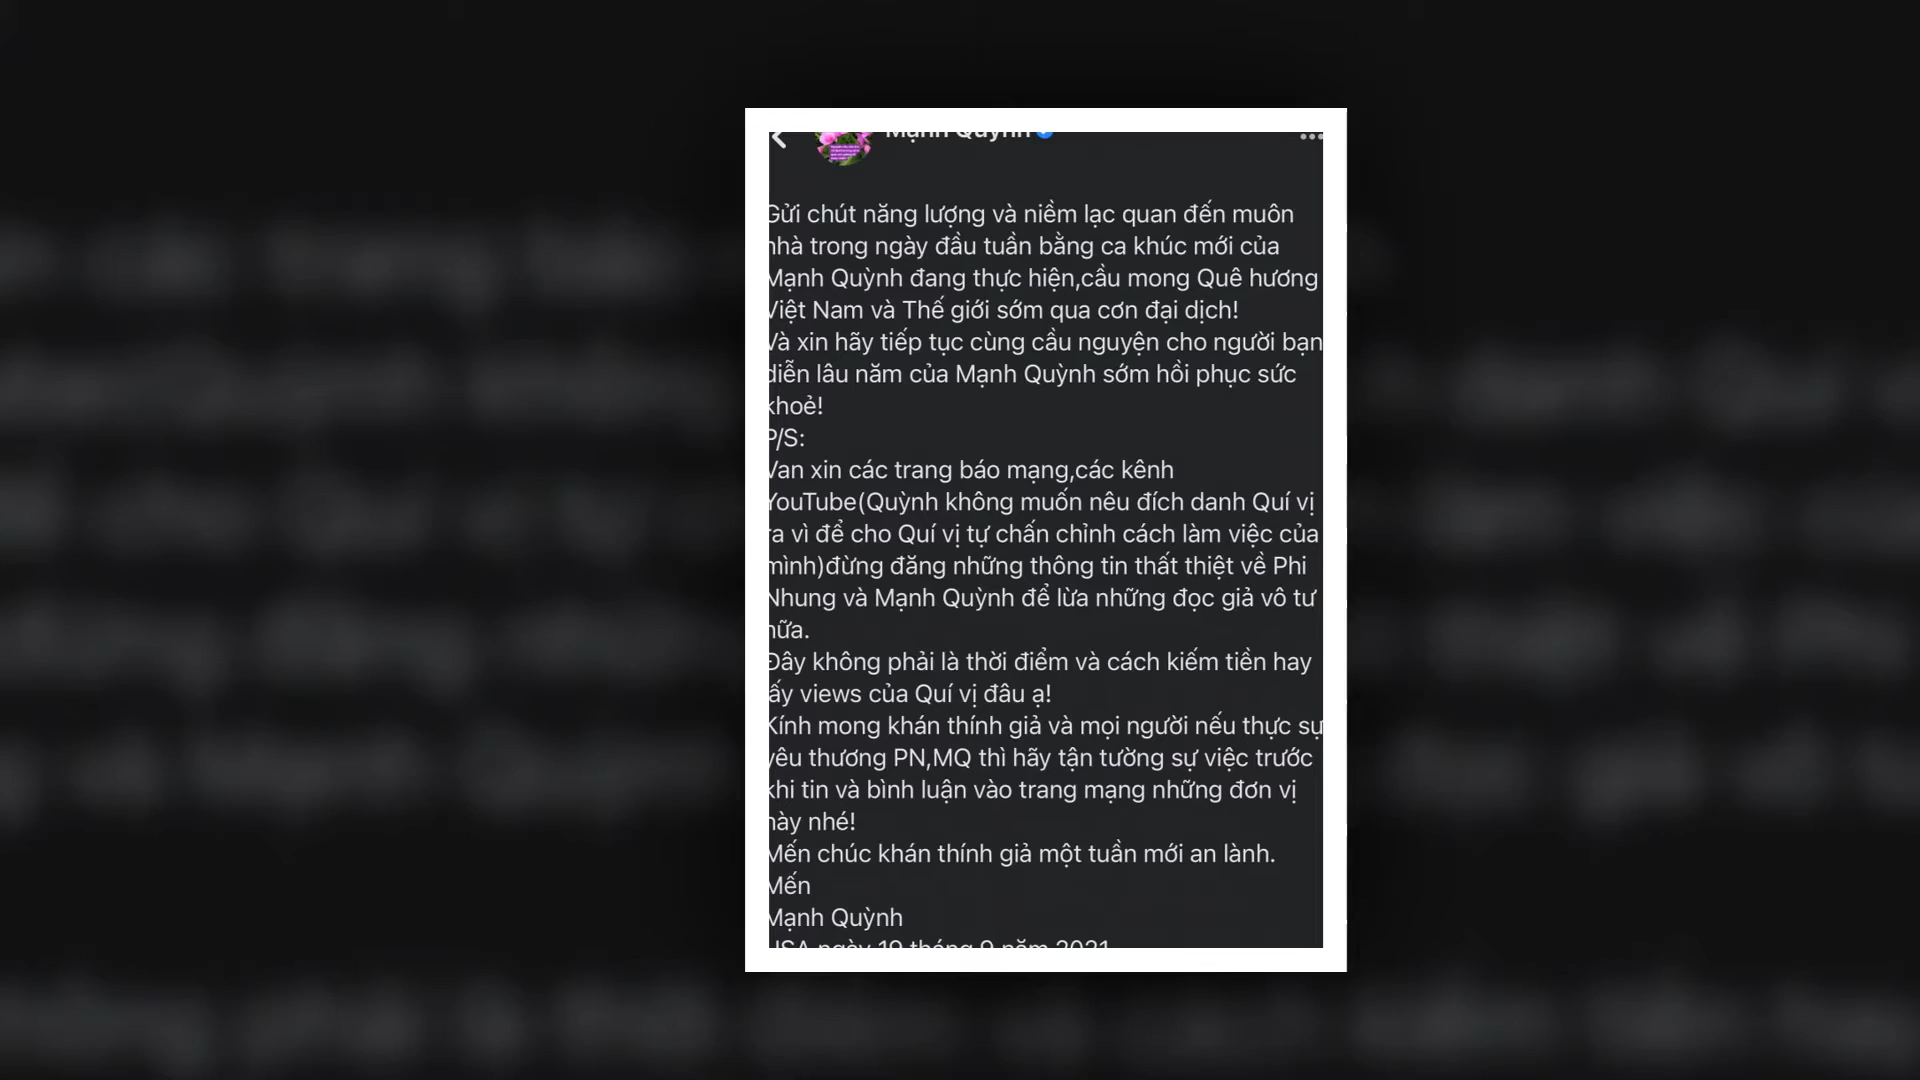 Mạnh Quỳnh
Gửi chút năng lượng và niềm lạc quan đến muôn
nhà trong ngày đầu tuần bằng ca khúc mới của
Mạnh Quỳnh đang thực hiện,cầu mong Quê hương
Việt Nam và Thế giới sớm qua cơn đại dịch!
Và xin hãy tiếp tục cùng cầu nguyện cho người bạn
diễn lâu năm của Mạnh Quỳnh sớm hồi phục sức
khoẻ!
P/S:
Van xin các trang báo mạng,các kênh
YouTube(Quỳnh không muốn nêu đích danh Quí vị
ra vì để cho Quí vị tự chấn chỉnh cách làm việc của
mình)đừng đăng những thông tin thất thiệt về Phi
Nhung và Mạnh Quỳnh để lừa những đọc giả vô tư
nữa.
Đây không phải là thời điểm và cách kiếm tiền hay
lấy views của Quí vị đâu ạ!
Kính mong khán thính giả và mọi người nếu thực sự
yêu thương PN,MQ thì hãy tận tường sự việc trước
khi tin và bình luận vào trang mạng những đơn vị
này nhé!
Mến chúc khán thính giả một tuần mới an lành.
Mến
Mạnh Quỳnh
USA ngày 19 tháng 9 năm 2021